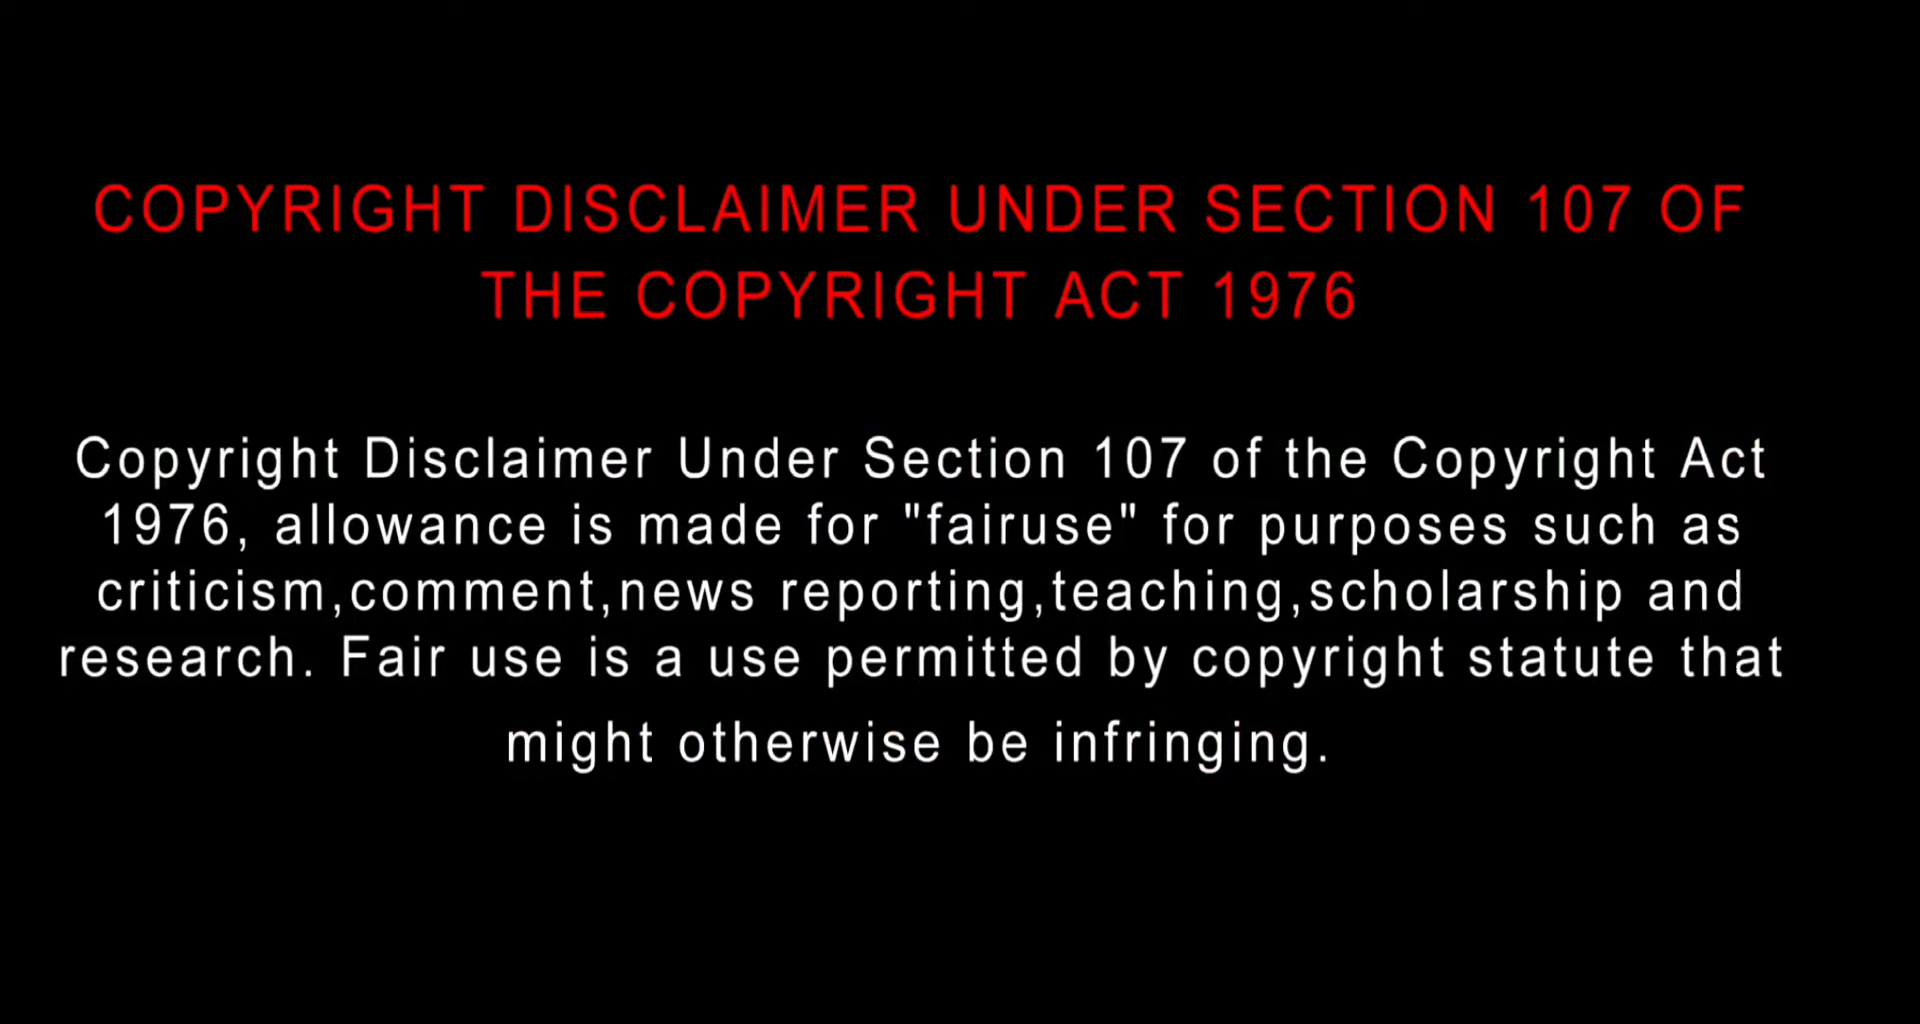 COPYRIGHT DISCLAIMER UNDER SECTION 107 OF
THE COPYRIGHT ACT 1976
Copyright Disclaimer Under Section 107 of the Copyright Act
1976, allowance is made for "fairuse" for purposes such as
criticism,comment,news reporting,teaching,scholarship and
research. Fair use is a use permitted by copyright statute that
might otherwise be infringing.